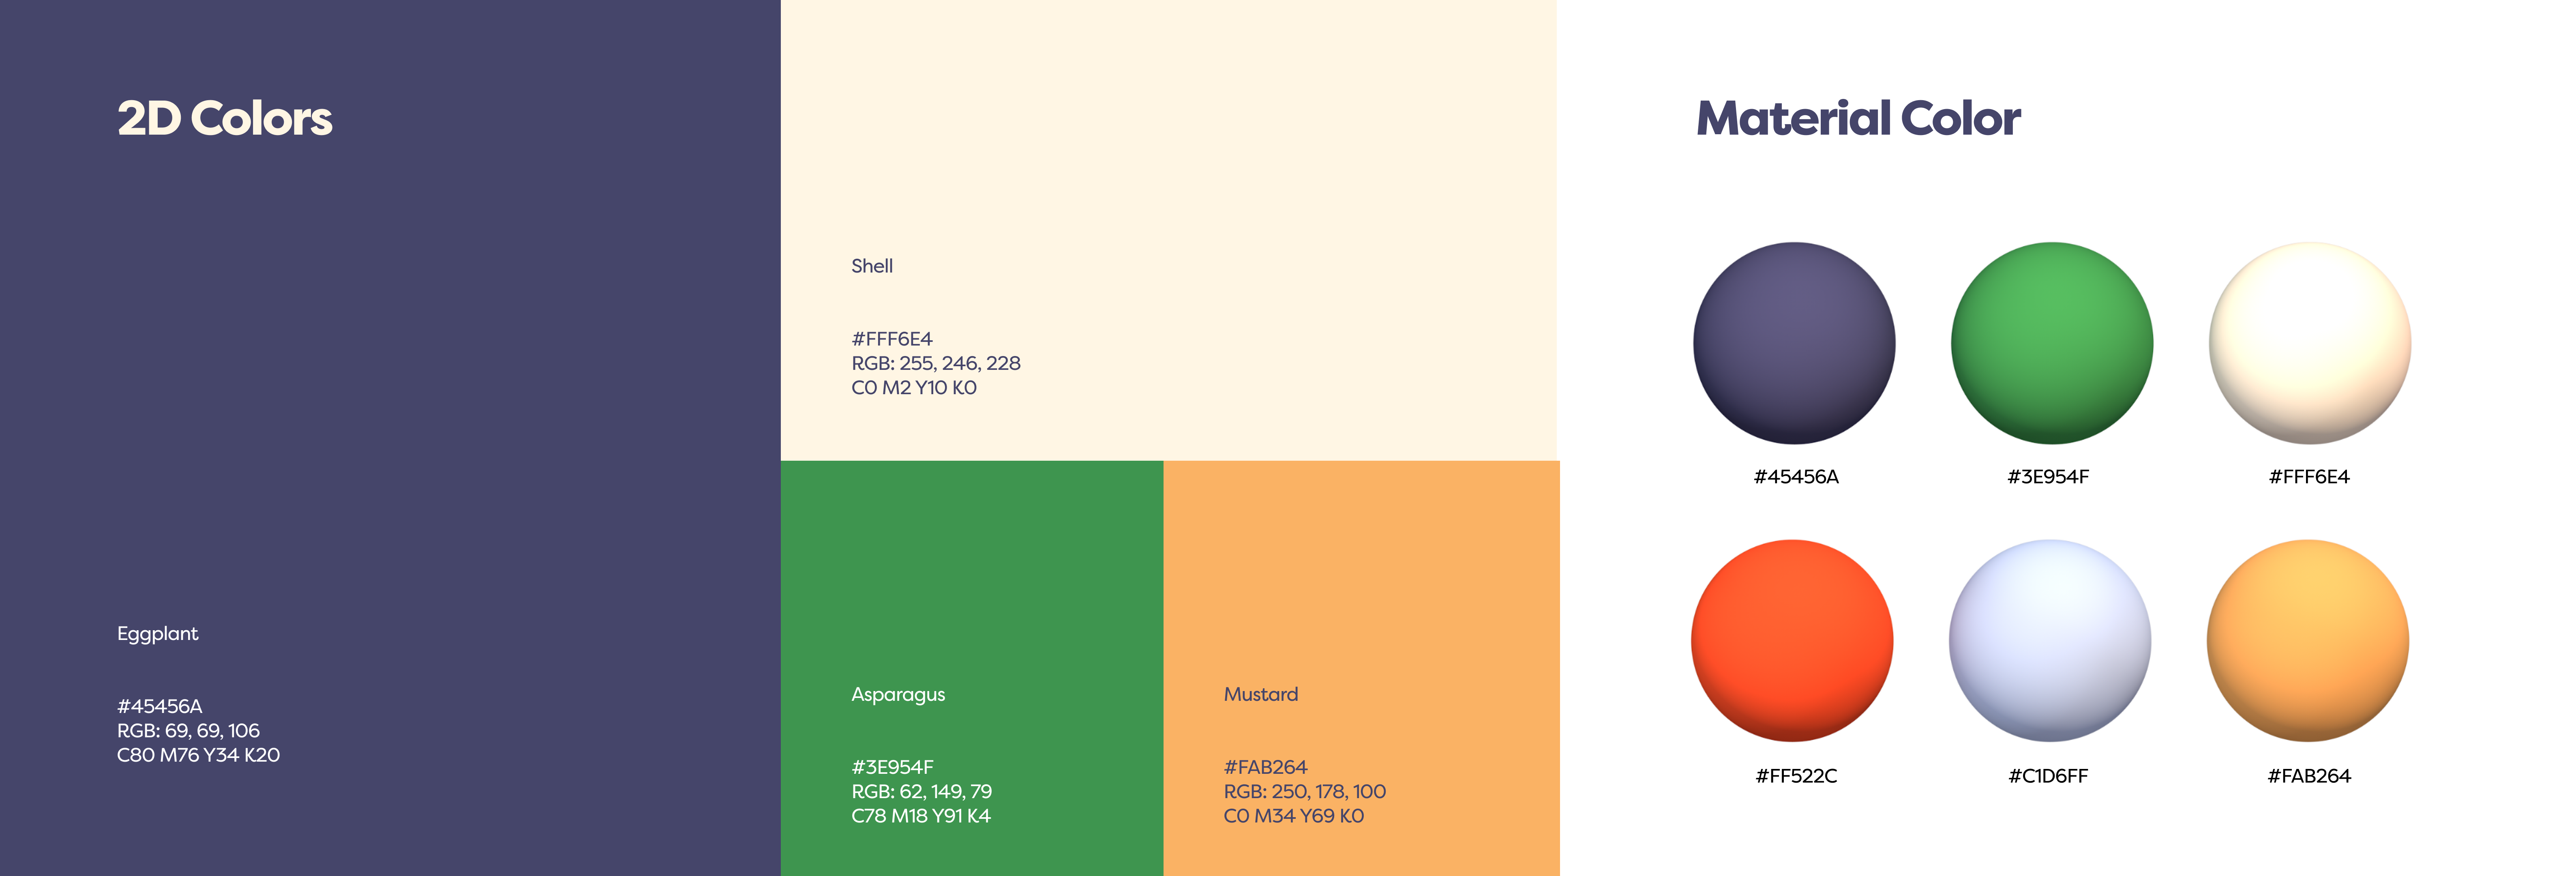 2D Colors
Eggplant
#45456A
RGB: 69, 69, 106
C80 M76 Y34 K20
Shell
#FFF6E4
RGB: 255, 246, 228
C0 M2 Y10 K0
Asparagus
#3E954F
RGB: 62, 149, 79
C78 M18 Y91 K4
Mustard
#FAB264
RGB: 250, 178, 100
C0 M34 Y69 K0
Material Color
#45456A
#3E954F
#FFF6E4
#FF522C
#C1D6FF
#FAB264